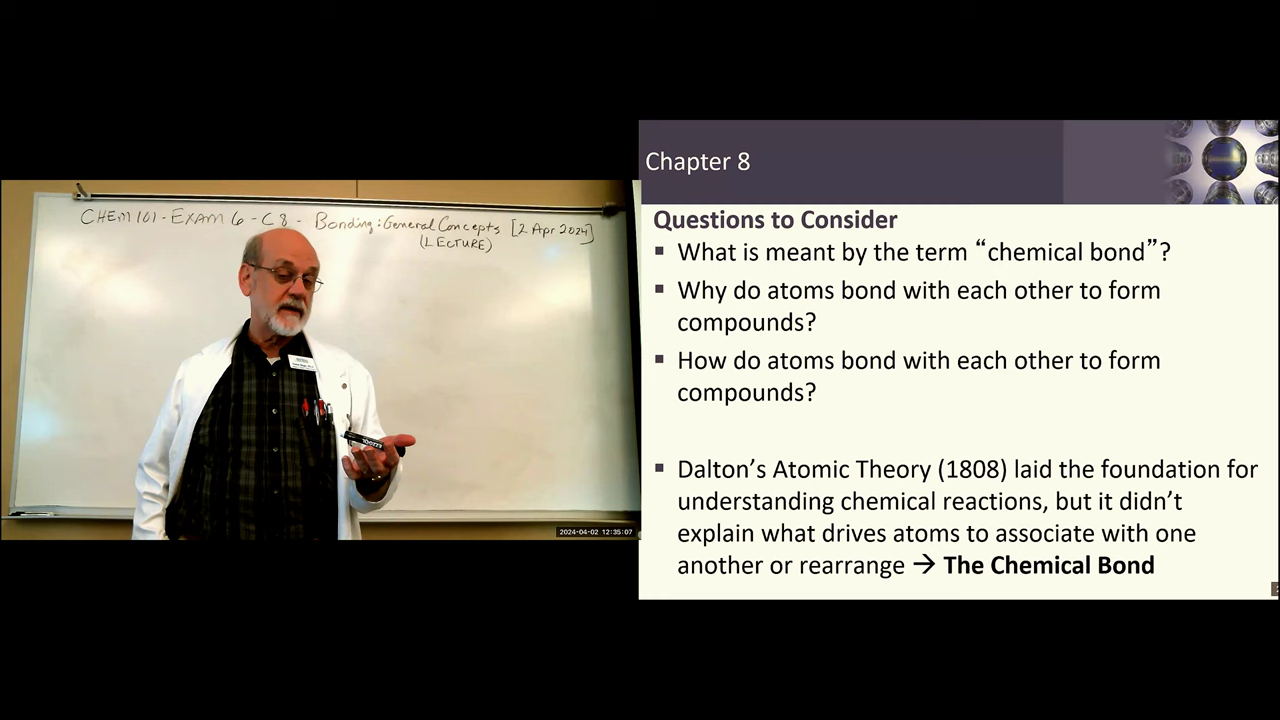 CHEM 101 - EXAM 6 - C 8 - Bonding: General Concepts [2 Apr 2024]
(LECTURE)
2024-04-02 12:35:07
Chapter 8
Questions to Consider
▪ What is meant by the term “chemical bond”?
▪ Why do atoms bond with each other to form
compounds?
▪ How do atoms bond with each other to form
compounds?
▪ Dalton’s Atomic Theory (1808) laid the foundation for
understanding chemical reactions, but it didn’t
explain what drives atoms to associate with one
another or rearrange → The Chemical Bond